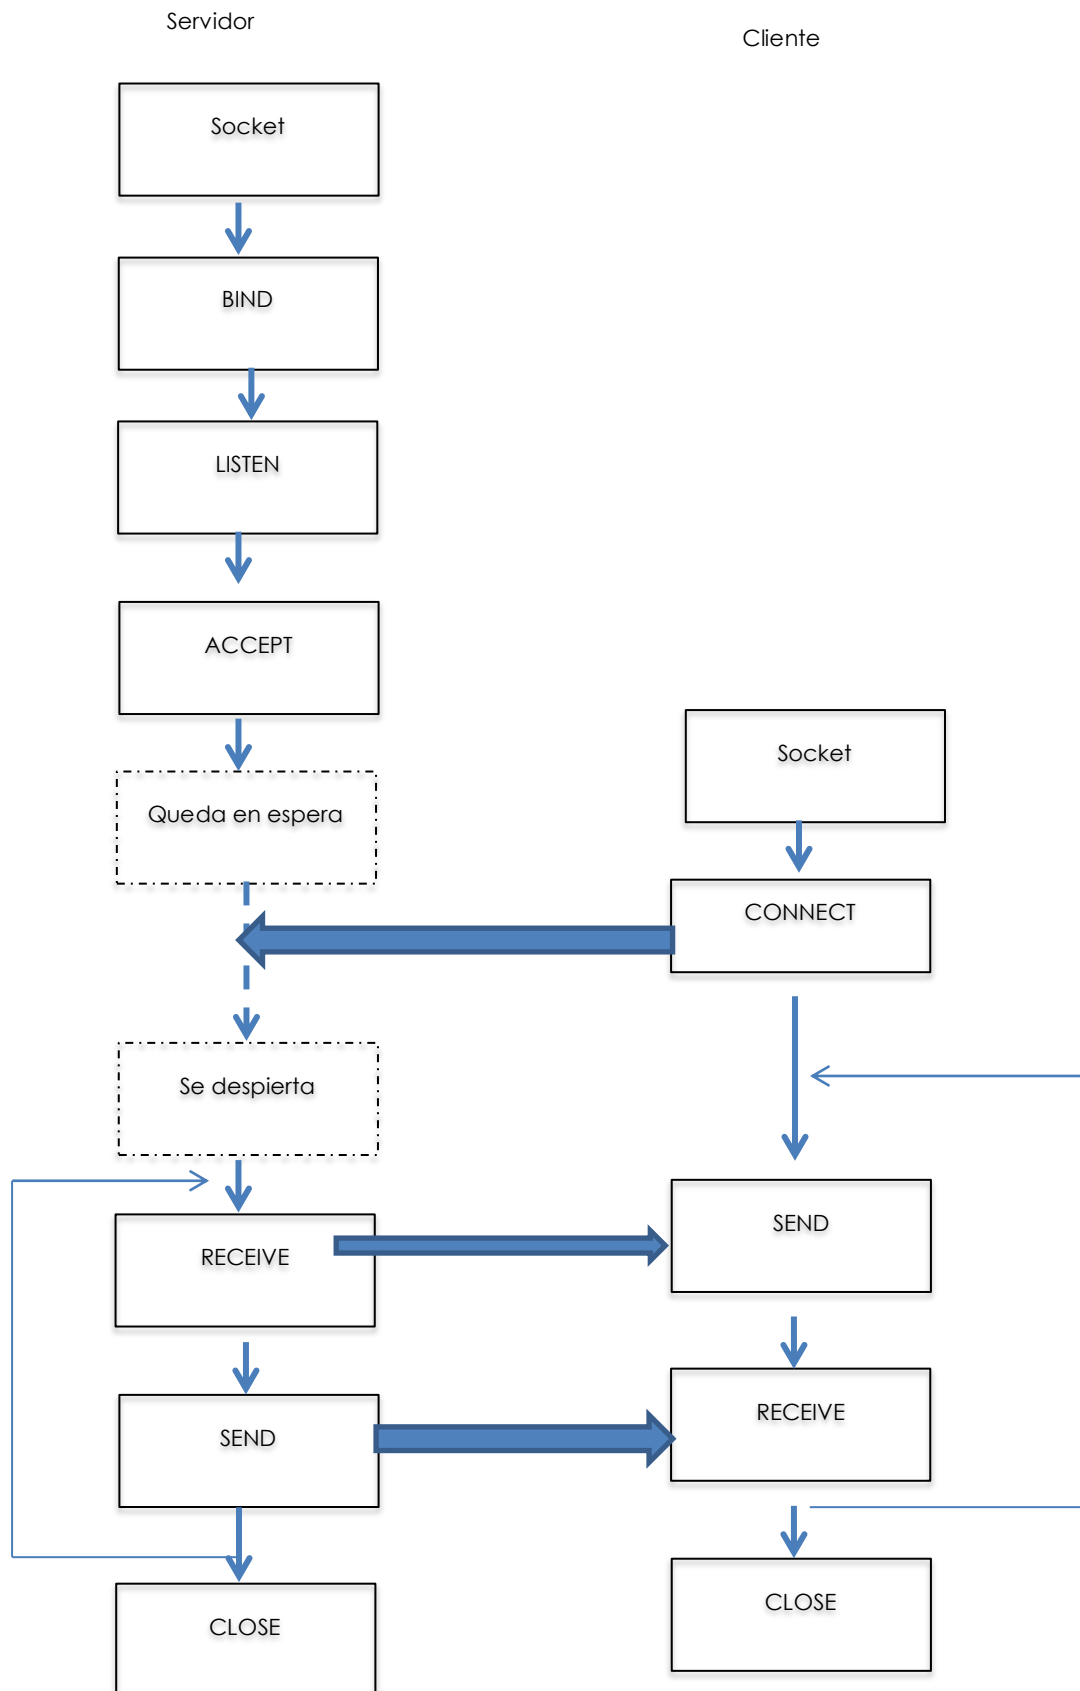 Servidor
Cliente
Socket
BIND
LISTEN
ACCEPT
Queda en espera
Socket
CONNECT
Se despierta
RECEIVE
SEND
SEND
RECEIVE
CLOSE
CLOSE